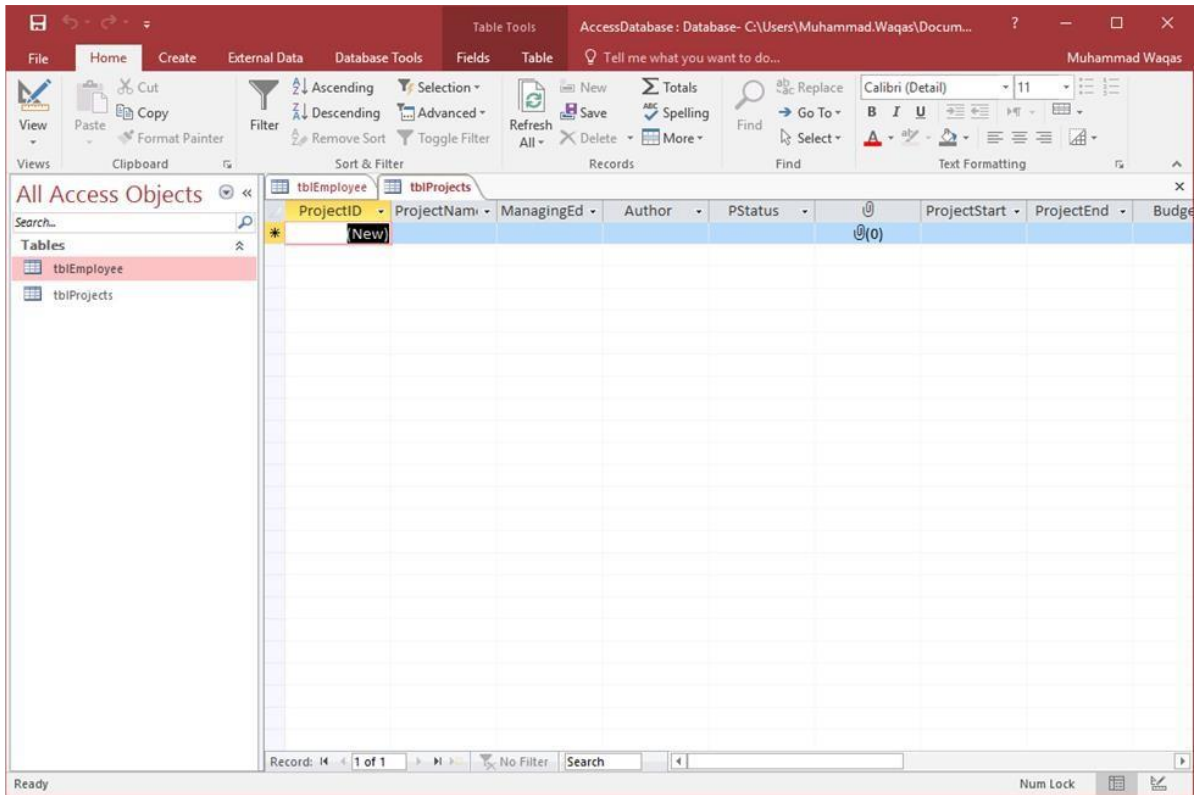 Table Tools AccessDatabase : Database- C:\Users\Muhammad.Waqas\Docum... ?
File Home Create External Data Database Tools Fields Table Tell me what you want to do... Muhammad Waqas
Cut Ascending Selection New Totals Replace Calibri (Detail) 11
View Paste Copy Filter Descending Advanced Refresh All Save Spelling Find Go To B I U
Format Painter Remove Sort Toggle Filter Delete More Select A
Views Clipboard Sort & Filter Records Find Text Formatting
All Access Objects « tblEmployee tblProjects
Search... ProjectID ProjectNam ManagingEd Author PStatus ProjectStart ProjectEnd Budge
Tables * (New) (0)
tblEmployee
tblProjects
Record: 1 of 1 No Filter Search
Ready Num Lock